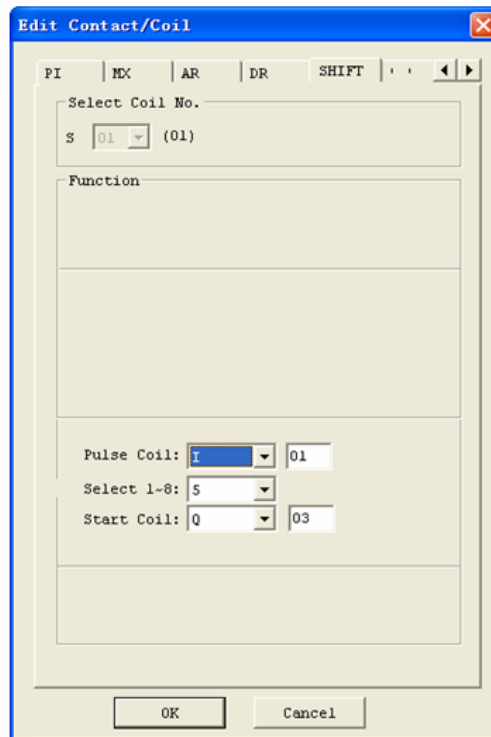 Edit Contact/Coil
PI MX AR DR SHIFT
Select Coil No.
S 01 (01)
Function
Pulse Coil: I 01
Select 1~8: 5
Start Coil: Q 03
OK Cancel